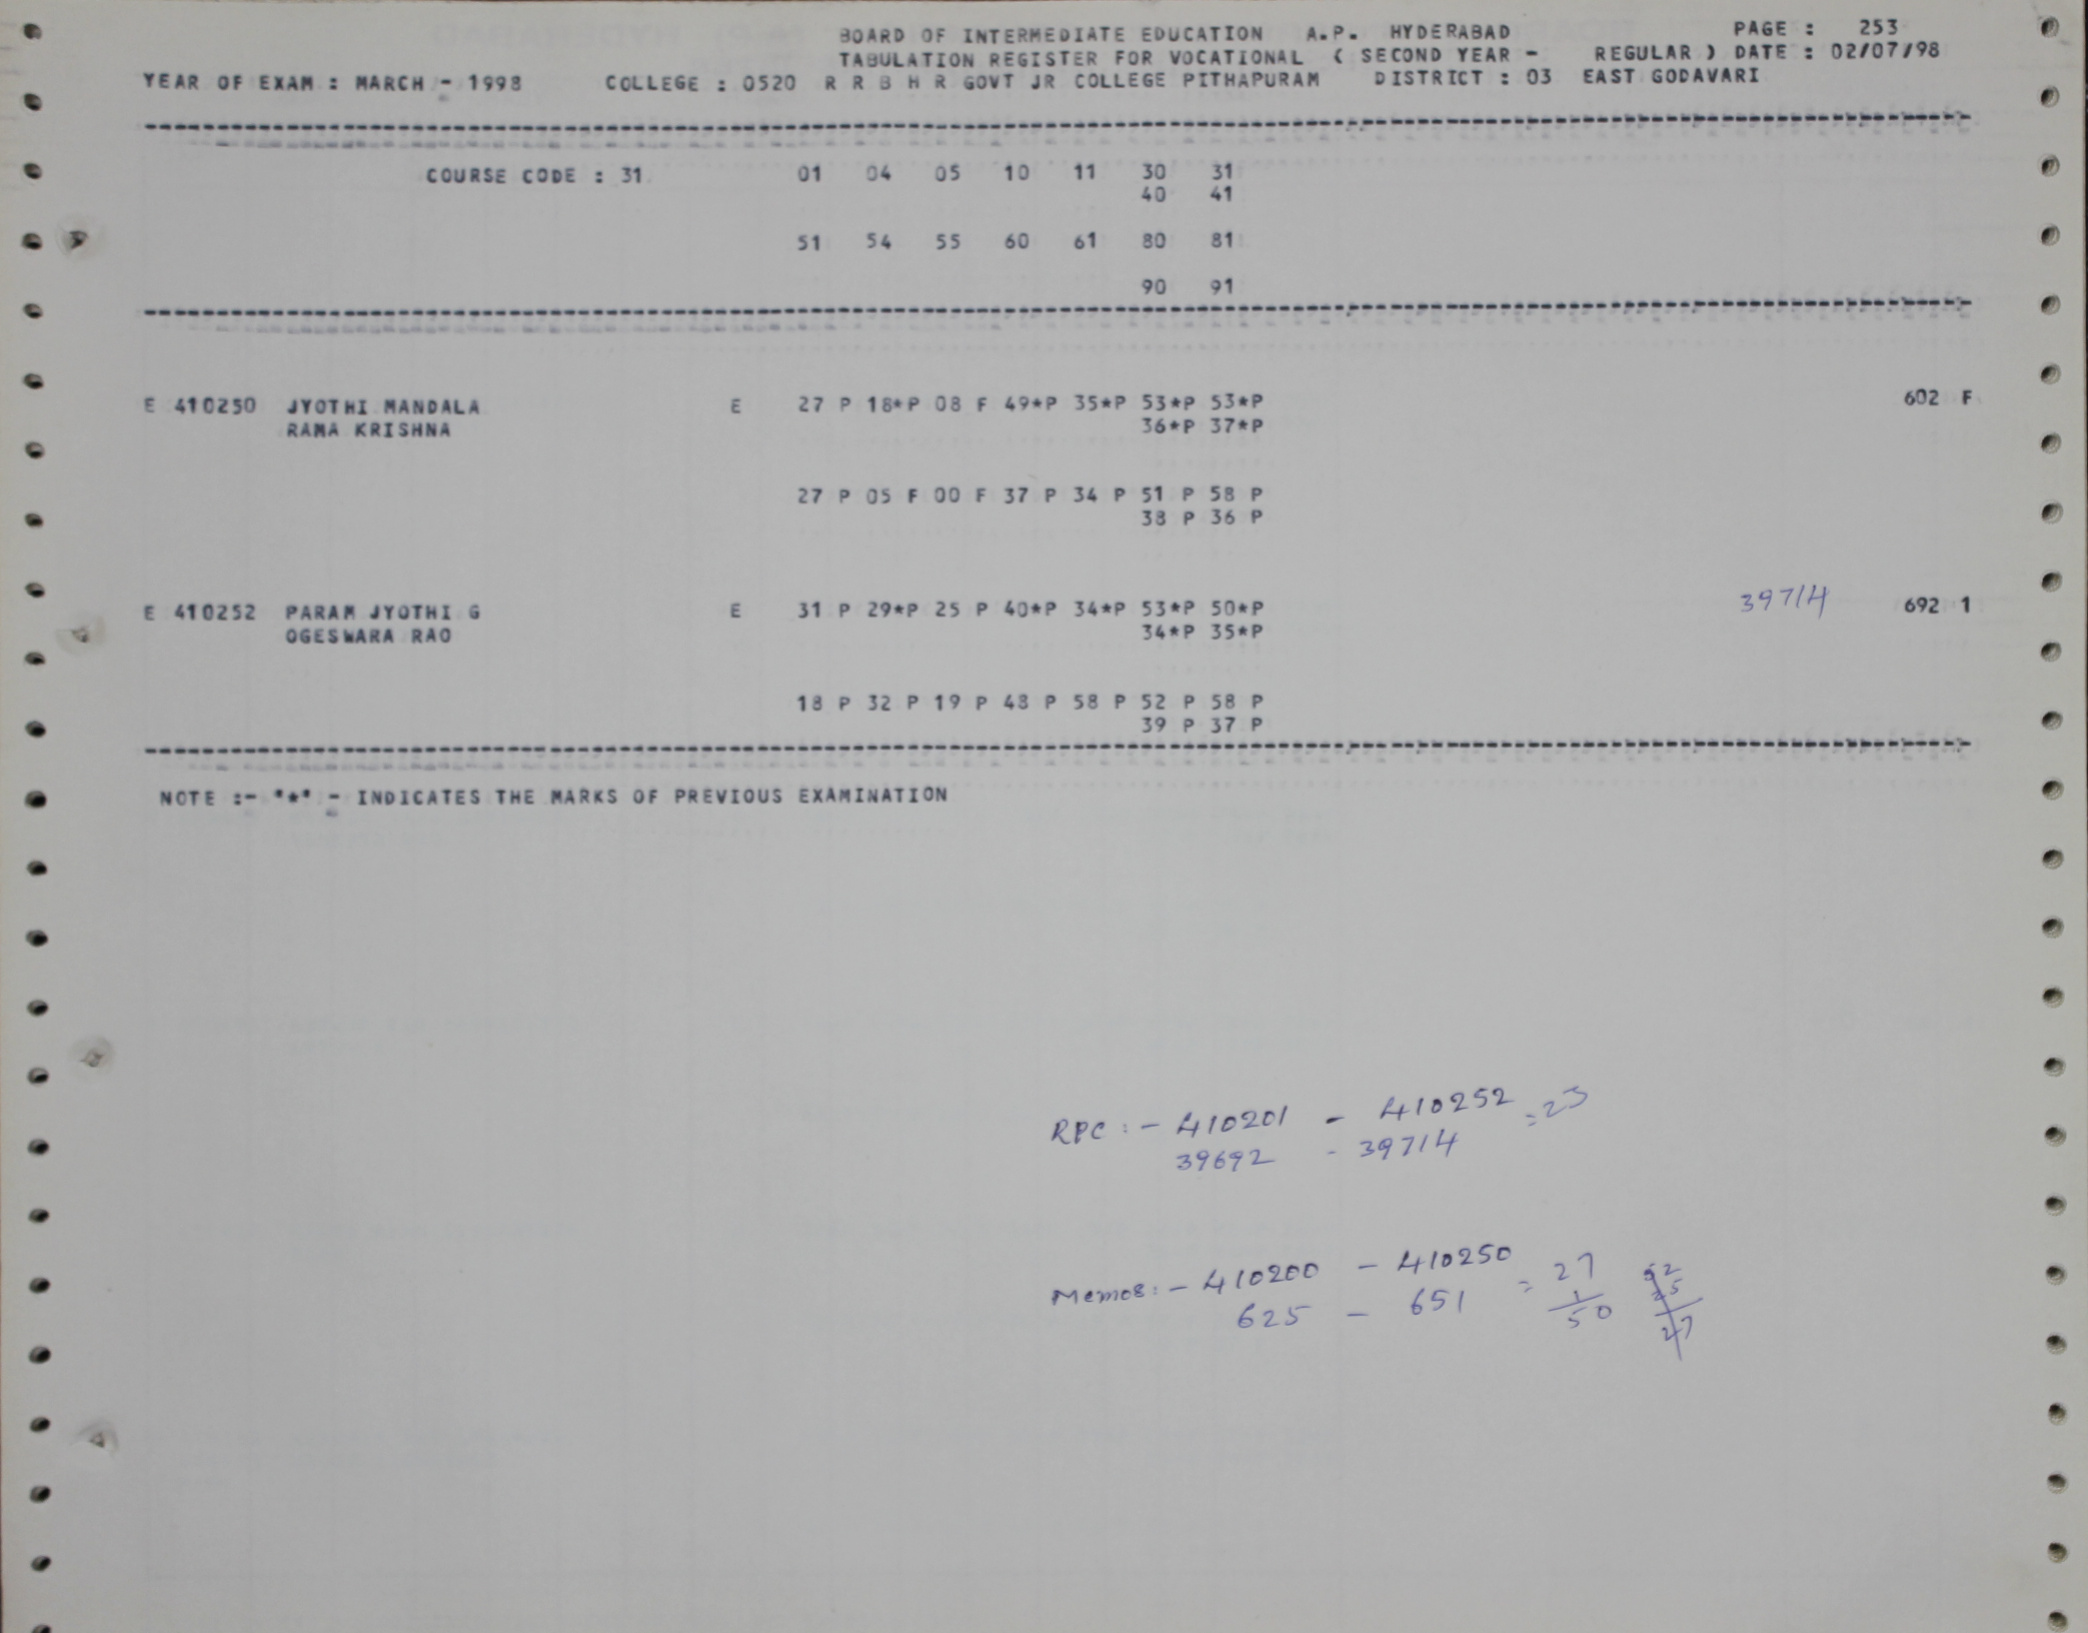 BOARD OF INTERMEDIATE EDUCATION A.P. HYDERABAD PAGE : 253
TABULATION REGISTER FOR VOCATIONAL ( SECOND YEAR - REGULAR ) DATE : 02/07/98
YEAR OF EXAM : MARCH - 1998 COLLEGE : 0520 R R B H R GOVT JR COLLEGE PITHAPURAM DISTRICT : 03 EAST GODAVARI
COURSE CODE : 31 01 04 05 10 11 30 31
40 41
51 54 55 60 61 80 81
90 91
E 410250 JYOTHI MANDALA E 27 P 18*P 08 F 49*P 35*P 53*P 53*P 602 F
RAMA KRISHNA 36*P 37*P
27 P 05 F 00 F 37 P 34 P 51 P 58 P
38 P 36 P
E 410252 PARAM JYOTHI G E 31 P 29*P 25 P 40*P 34*P 53*P 50*P 39714 692 1
OGESWARA RAO 34*P 35*P
18 P 32 P 19 P 48 P 58 P 52 P 58 P
39 P 37 P
NOTE :- "*" - INDICATES THE MARKS OF PREVIOUS EXAMINATION
RPC :- 410201 - 410252 = 23
39692 - 39714
Memos :- 410200 - 410250 = 27
625 - 651
50
27